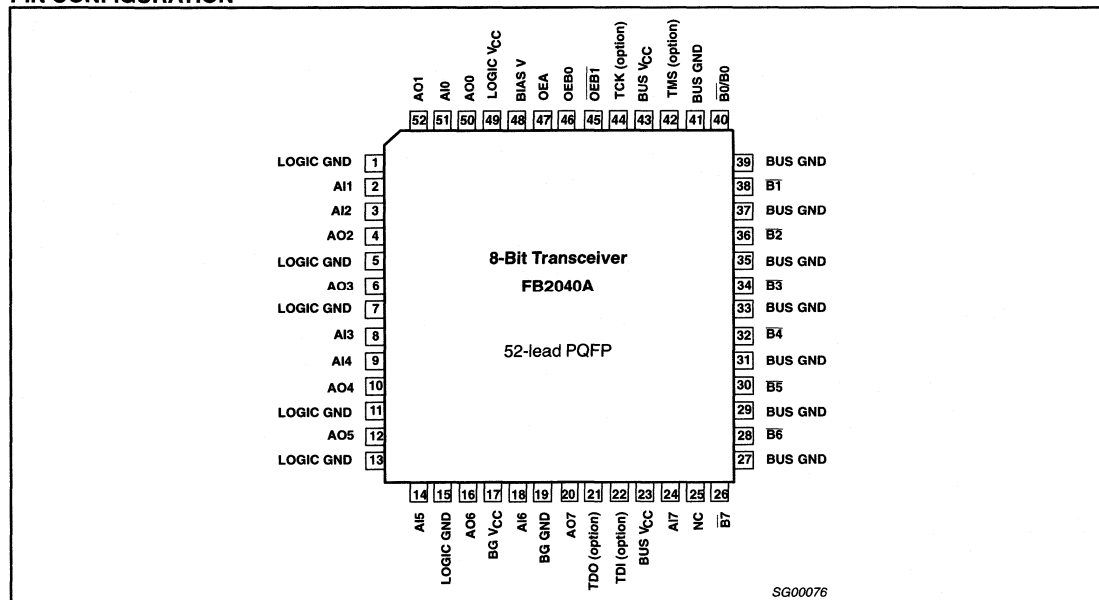 PIN CONFIGURATION
AO1
AI0
AO0
LOGIC VCC
BIAS V
OEA
OEB0
OEB1
TCK (option)
BUS VCC
TMS (option)
BUS GND
B0/B0
52 51 50 49 48 47 46 45 44 43 42 41 40
LOGIC GND 1
AI1 2
AI2 3
AO2 4
LOGIC GND 5
AO3 6
LOGIC GND 7
AI3 8
AI4 9
AO4 10
LOGIC GND 11
AO5 12
LOGIC GND 13
8-Bit Transceiver
FB2040A
52-lead PQFP
39 BUS GND
38 B1
37 BUS GND
36 B2
35 BUS GND
34 B3
33 BUS GND
32 B4
31 BUS GND
30 B5
29 BUS GND
28 B6
27 BUS GND
14 15 16 17 18 19 20 21 22 23 24 25 26
AI5
LOGIC GND
AO6
BG VCC
AI6
BG GND
AO7
TDO (option)
TDI (option)
BUS VCC
AI7
NC
B7
SG00076